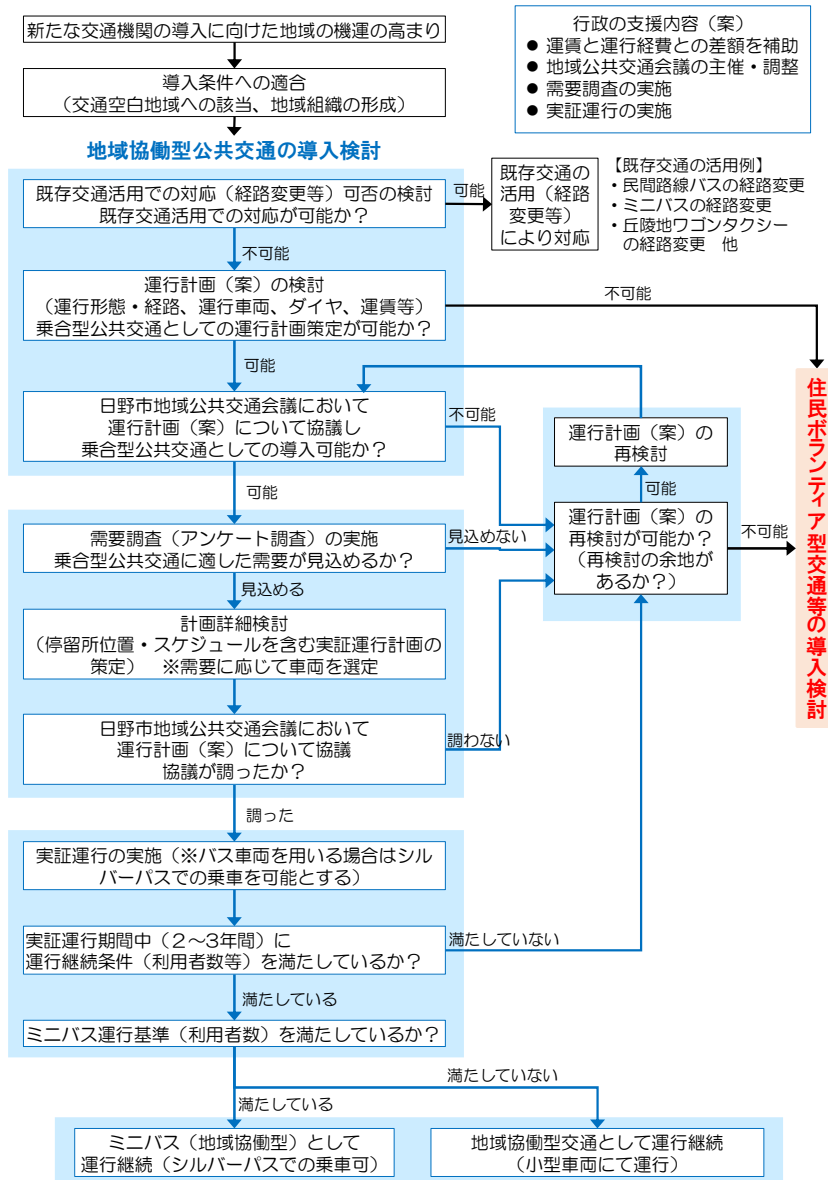 新たな交通機関の導入に向けた地域の機運の高まり
行政の支援内容（案）
● 運賃と運行経費との差額を補助
● 地域公共交通会議の主催・調整
● 需要調査の実施
● 実証運行の実施
導入条件への適合
（交通空白地域への該当、地域組織の形成）
地域協働型公共交通の導入検討
既存交通活用での対応（経路変更等）可否の検討
既存交通活用での対応が可能か？
可能
既存交通の
活用（経路
変更等）
により対応
【既存交通の活用例】
・民間路線バスの経路変更
・ミニバスの経路変更
・丘陵地ワゴンタクシー
の経路変更　他
不可能
運行計画（案）の検討
（運行形態・経路、運行車両、ダイヤ、運賃等）
乗合型公共交通としての運行計画策定が可能か？
不可能
可能
日野市地域公共交通会議において
運行計画（案）について協議し
乗合型公共交通としての導入可能か？
不可能
運行計画（案）の
再検討
可能
運行計画（案）の
再検討が可能か？
（再検討の余地が
あるか？）
不可能
住民ボランティア型交通等の導入検討
可能
需要調査（アンケート調査）の実施
乗合型公共交通に適した需要が見込めるか？
見込めない
見込める
計画詳細検討
（停留所位置・スケジュールを含む実証運行計画の
策定）　※需要に応じて車両を選定
日野市地域公共交通会議において
運行計画（案）について協議
協議が調ったか？
調わない
調った
実証運行の実施（※バス車両を用いる場合はシル
バーパスでの乗車を可能とする）
実証運行期間中（２～３年間）に
運行継続条件（利用者数等）を満たしているか？
満たしていない
満たしている
ミニバス運行基準（利用者数）を満たしているか？
満たしていない
満たしている
ミニバス（地域協働型）として
運行継続（シルバーパスでの乗車可）
地域協働型交通として運行継続
（小型車両にて運行）